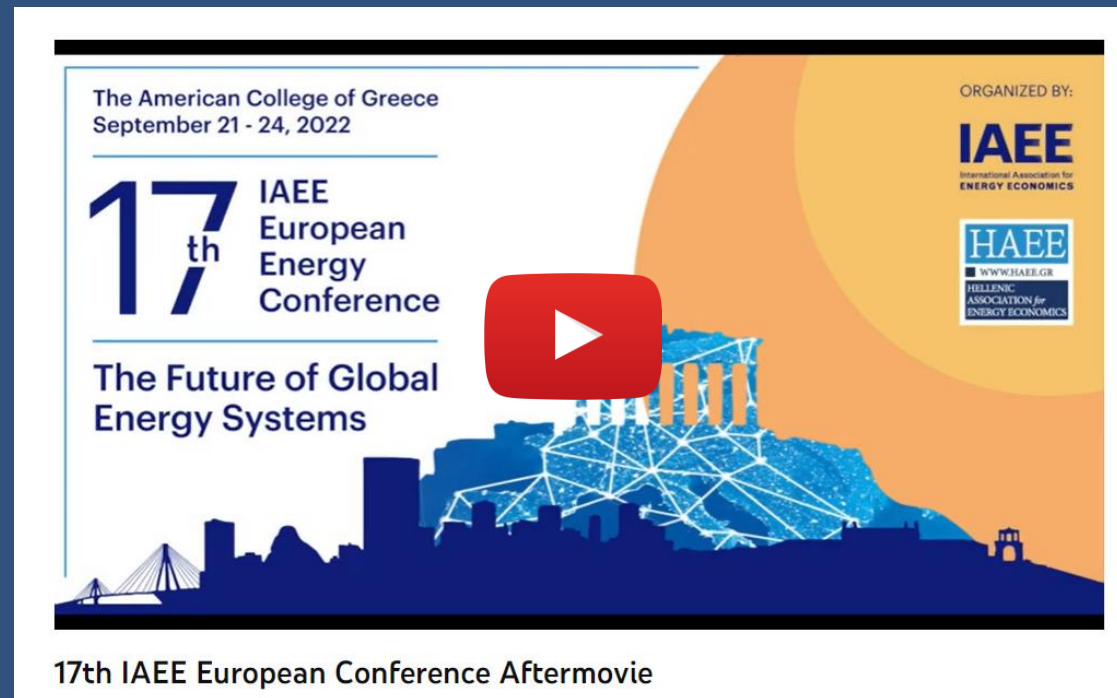 The American College of Greece
September 21 - 24, 2022
17th
IAEE
European
Energy
Conference
The Future of Global
Energy Systems
ORGANIZED BY:
IAEE
International Association for
ENERGY ECONOMICS
HAEE
WWW.HAEE.GR
HELLENIC
ASSOCIATION for
ENERGY ECONOMICS
17th IAEE European Conference Aftermovie